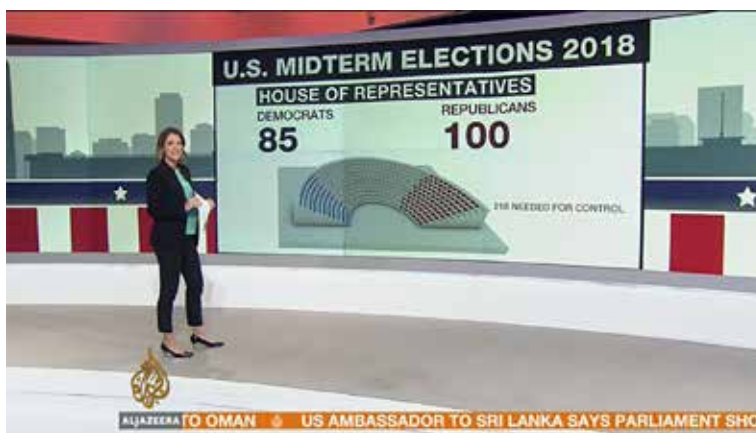 U.S. MIDTERM ELECTIONS 2018
HOUSE OF REPRESENTATIVES
DEMOCRATS
85
REPUBLICANS
100
218 NEEDED FOR CONTROL
ALJAZEERA
TO OMAN
US AMBASSADOR TO SRI LANKA SAYS PARLIAMENT SHO